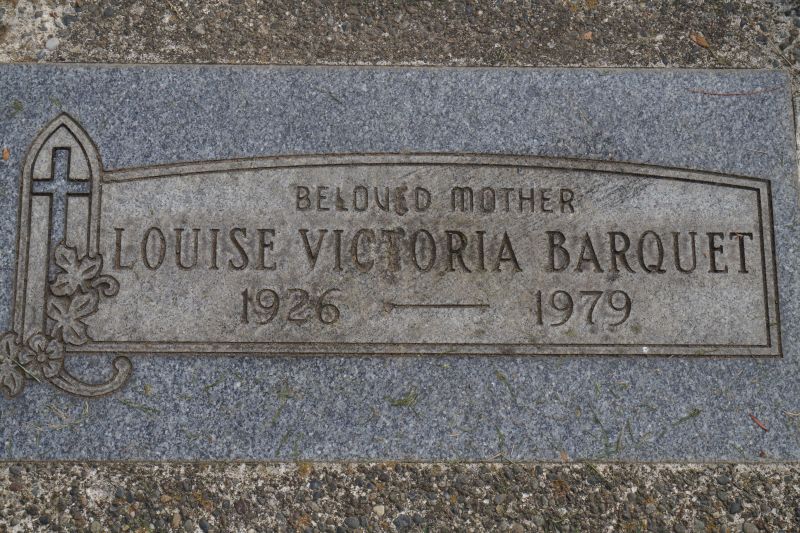 BELOVED MOTHER
LOUISE VICTORIA BARQUET
1926 — 1979